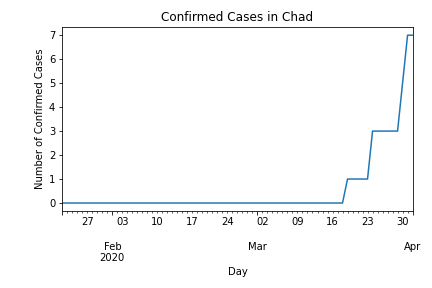 Confirmed Cases in Chad
Number of Confirmed Cases
7
6
5
4
3
2
1
0
27 03 10 17 24 02 09 16 23 30
Feb Mar Apr
2020
Day